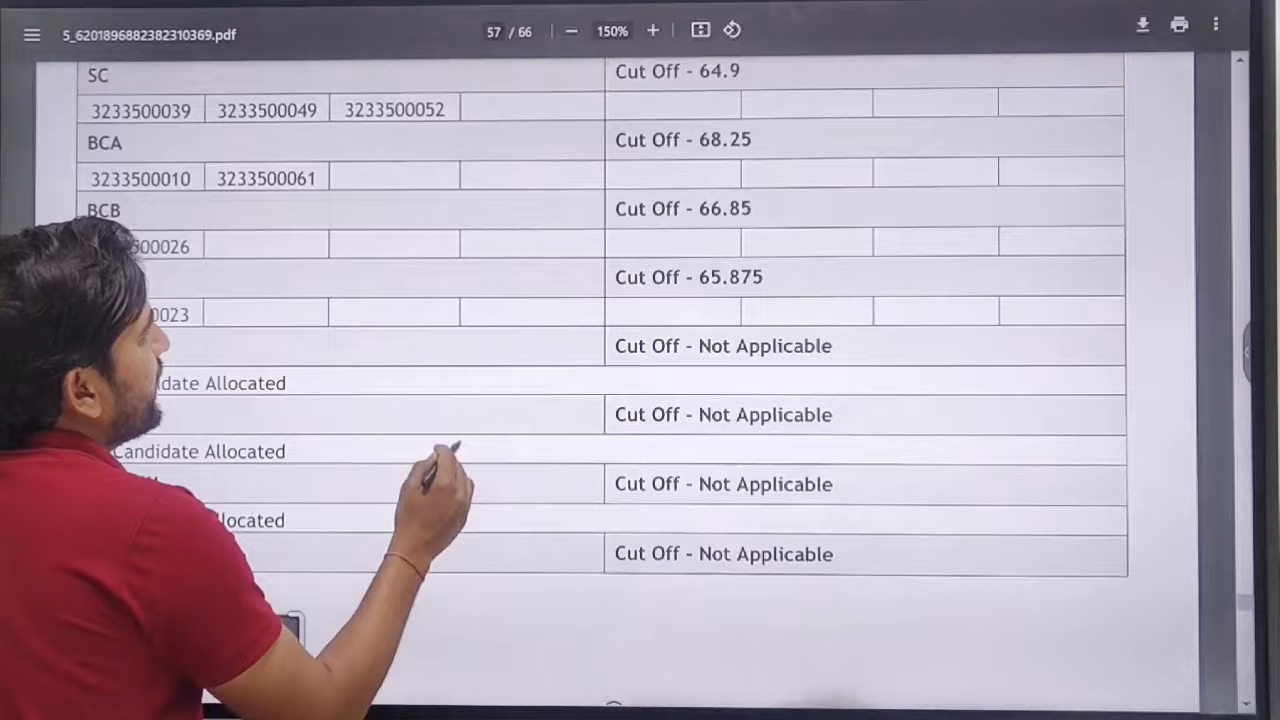 5_6201896882382310369.pdf 57 / 66 150%
SC Cut Off - 64.9
3233500039 3233500049 3233500052
BCA Cut Off - 68.25
3233500010 3233500061
BCB Cut Off - 66.85
500026
Cut Off - 65.875
0023
Cut Off - Not Applicable
Allocated
Cut Off - Not Applicable
Candidate Allocated
Cut Off - Not Applicable
Cut Off - Not Applicable